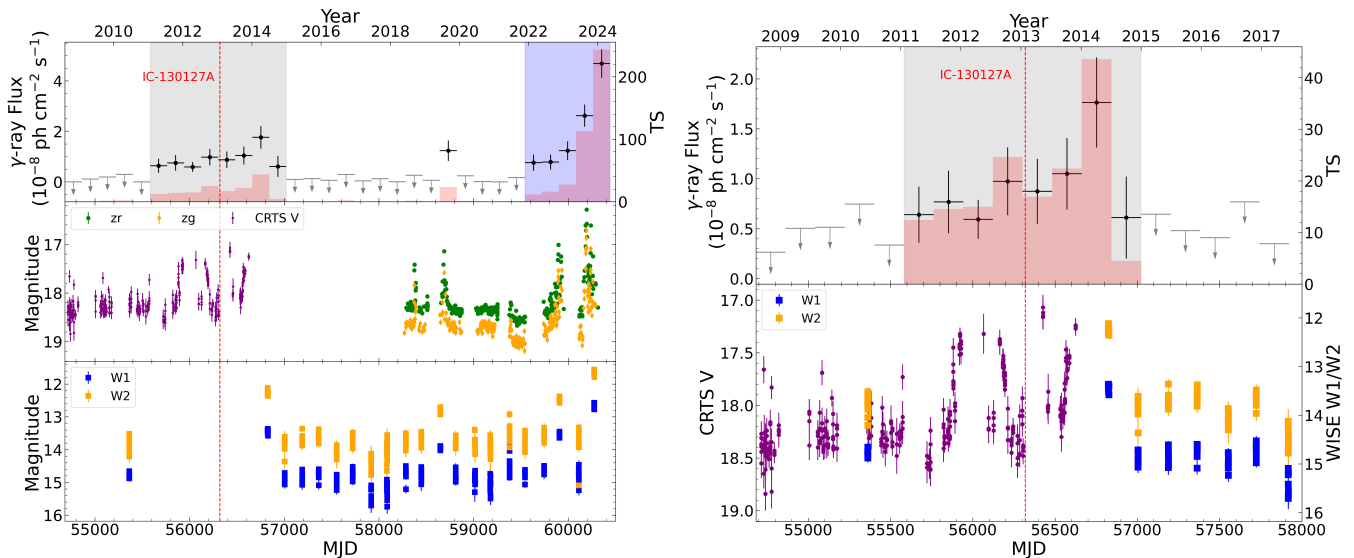 Year
2010 2012 2014 2016 2018 2020 2022 2024
IC-130127A
γ-ray Flux
(10⁻⁸ ph cm⁻² s⁻¹)
4
2
0
200
100
0
TS
zr zg CRTS V
Magnitude
17
18
19
W1
W2
Magnitude
12
13
14
15
16
55000 56000 57000 58000 59000 60000
MJD
Year
2009 2010 2011 2012 2013 2014 2015 2016 2017
IC-130127A
γ-ray Flux
(10⁻⁸ ph cm⁻² s⁻¹)
2.0
1.5
1.0
0.5
0.0
40
30
20
10
0
TS
W1
W2
CRTS V
17.0
17.5
18.0
18.5
19.0
12
13
14
15
16
WISE W1/W2
55000 55500 56000 56500 57000 57500 58000
MJD